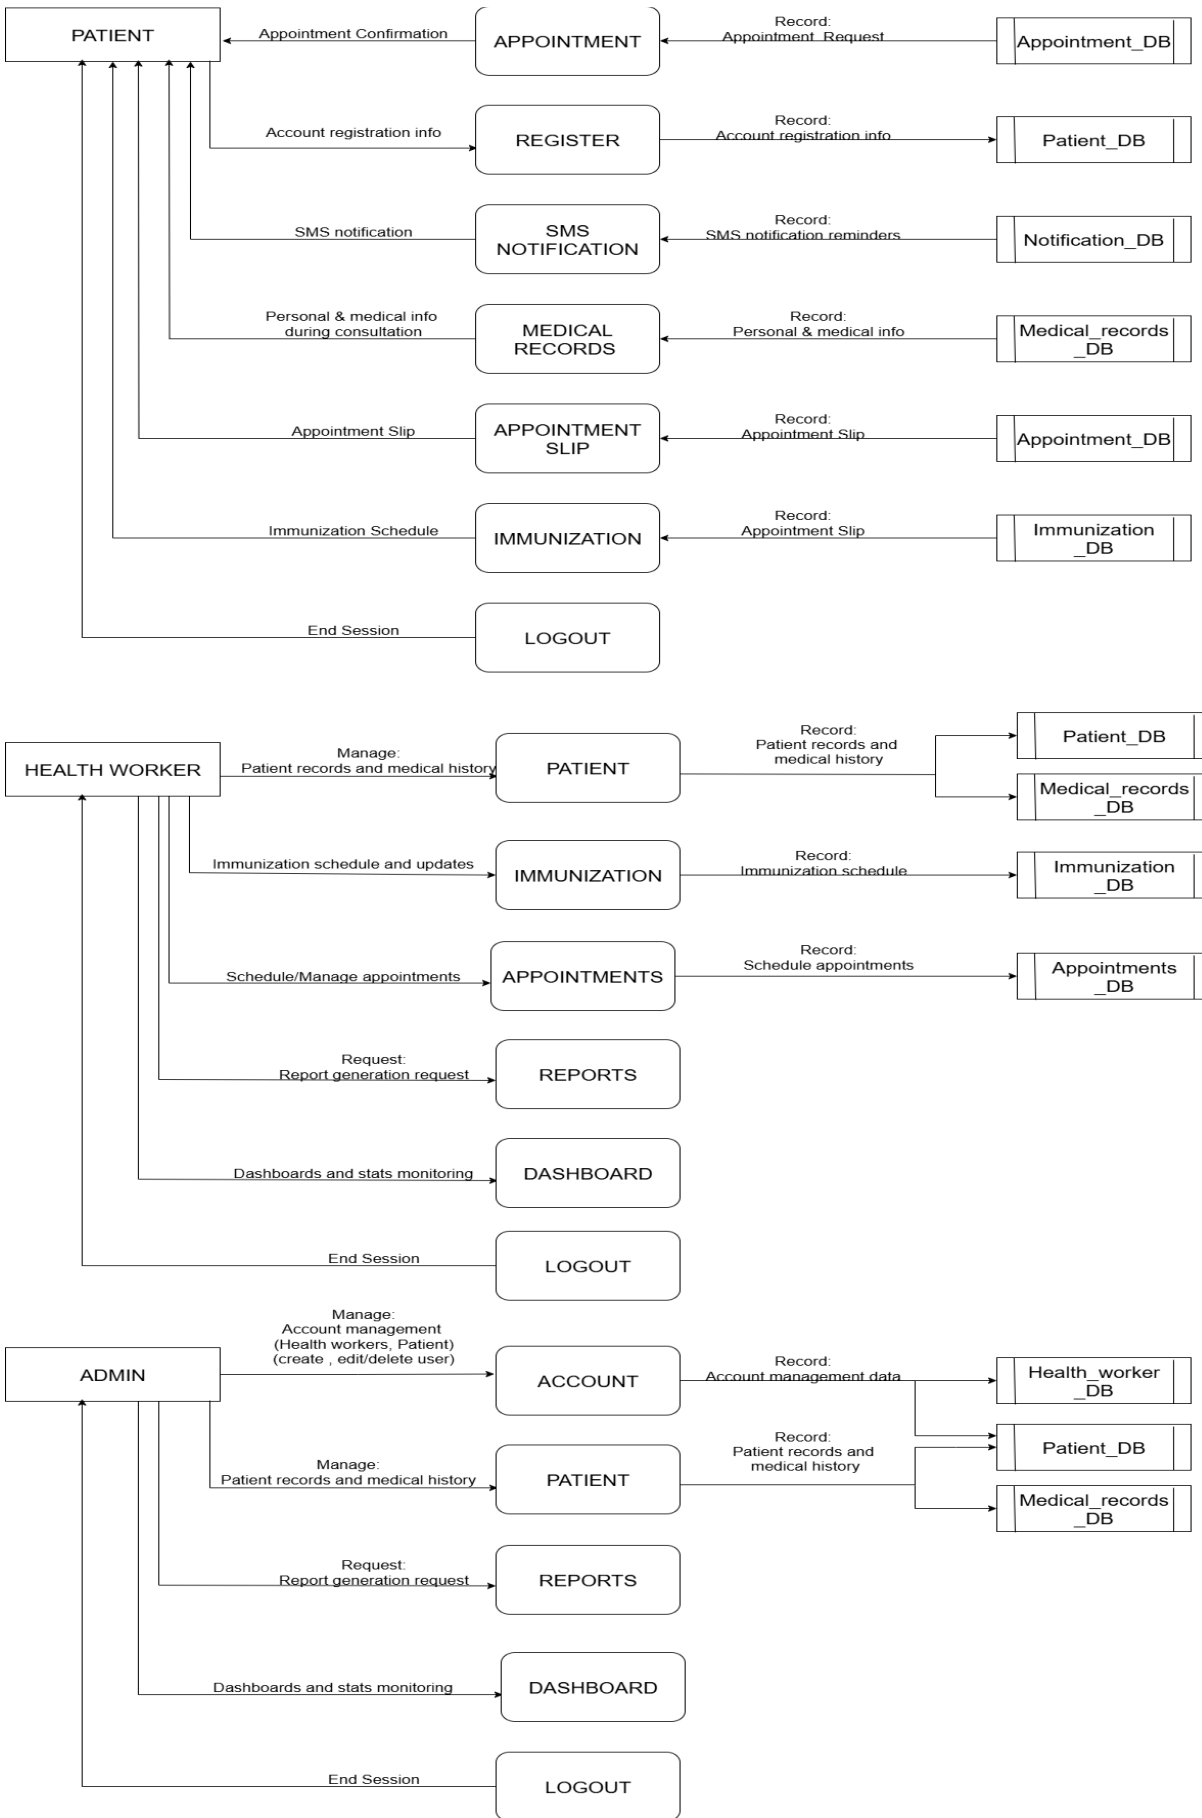 PATIENT
Appointment Confirmation
APPOINTMENT
Record:
Appointment_Request
Appointment_DB
Account registration info
REGISTER
Record:
Account registration info
Patient_DB
SMS notification
SMS
NOTIFICATION
Record:
SMS notification reminders
Notification_DB
Personal & medical info
during consultation
MEDICAL
RECORDS
Record:
Personal & medical info
Medical_records
_DB
Appointment Slip
APPOINTMENT
SLIP
Record:
Appointment Slip
Appointment_DB
Immunization Schedule
IMMUNIZATION
Record:
Appointment Slip
Immunization
_DB
End Session
LOGOUT
HEALTH WORKER
Manage:
Patient records and medical history
PATIENT
Record:
Patient records and
medical history
Patient_DB
Medical_records
_DB
Immunization schedule and updates
IMMUNIZATION
Record:
Immunization schedule
Immunization
_DB
Schedule/Manage appointments
APPOINTMENTS
Record:
Schedule appointments
Appointments
_DB
Request:
Report generation request
REPORTS
Dashboards and stats monitoring
DASHBOARD
End Session
LOGOUT
ADMIN
Manage:
Account management
(Health workers, Patient)
(create , edit/delete user)
ACCOUNT
Record:
Account management data
Health_worker
_DB
Manage:
Patient records and medical history
PATIENT
Record:
Patient records and
medical history
Patient_DB
Medical_records
_DB
Request:
Report generation request
REPORTS
Dashboards and stats monitoring
DASHBOARD
End Session
LOGOUT